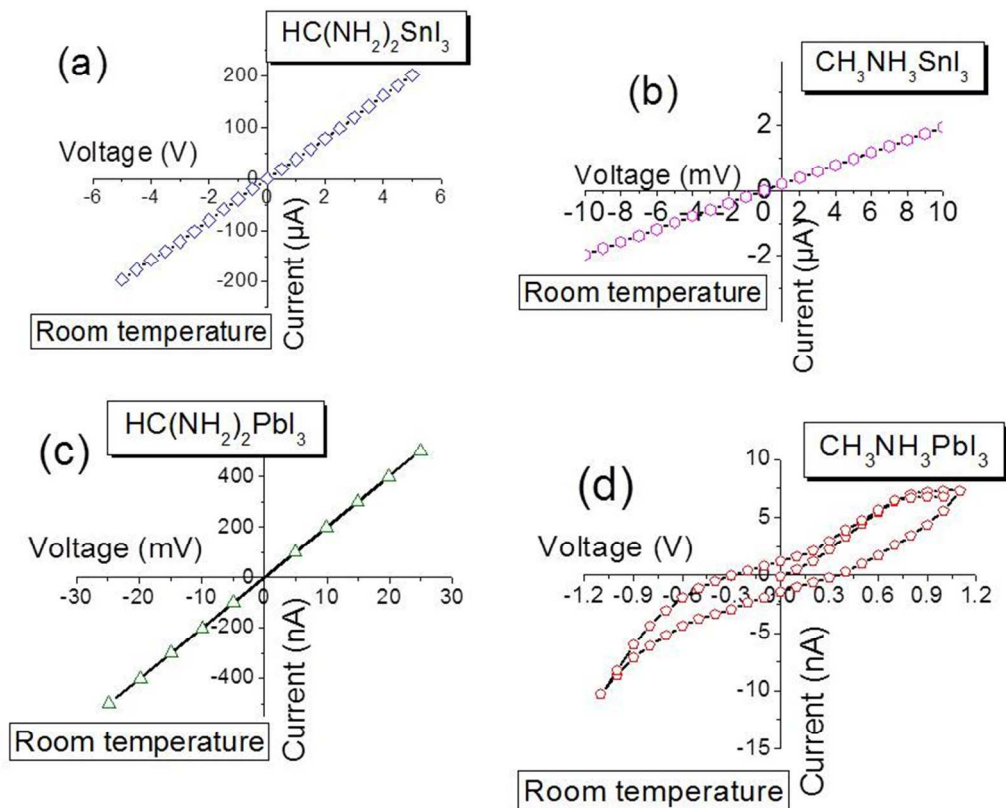 (a)
HC(NH₂)₂SnI₃
Voltage (V)
Current (µA)
200
100
0
-100
-200
-6 -4 -2 0 2 4 6
Room temperature
(b)
CH₃NH₃SnI₃
Voltage (mV)
Current (µA)
2
0
-2
-10 -8 -6 -4 -2 0 2 4 6 8 10
Room temperature
(c)
HC(NH₂)₂PbI₃
Voltage (mV)
Current (nA)
400
200
0
-200
-400
-30 -20 -10 0 10 20 30
Room temperature
(d)
CH₃NH₃PbI₃
Voltage (V)
Current (nA)
10
5
0
-5
-10
-15
-1.2 -0.9 -0.6 -0.3 0.0 0.3 0.6 0.9 1.2
Room temperature